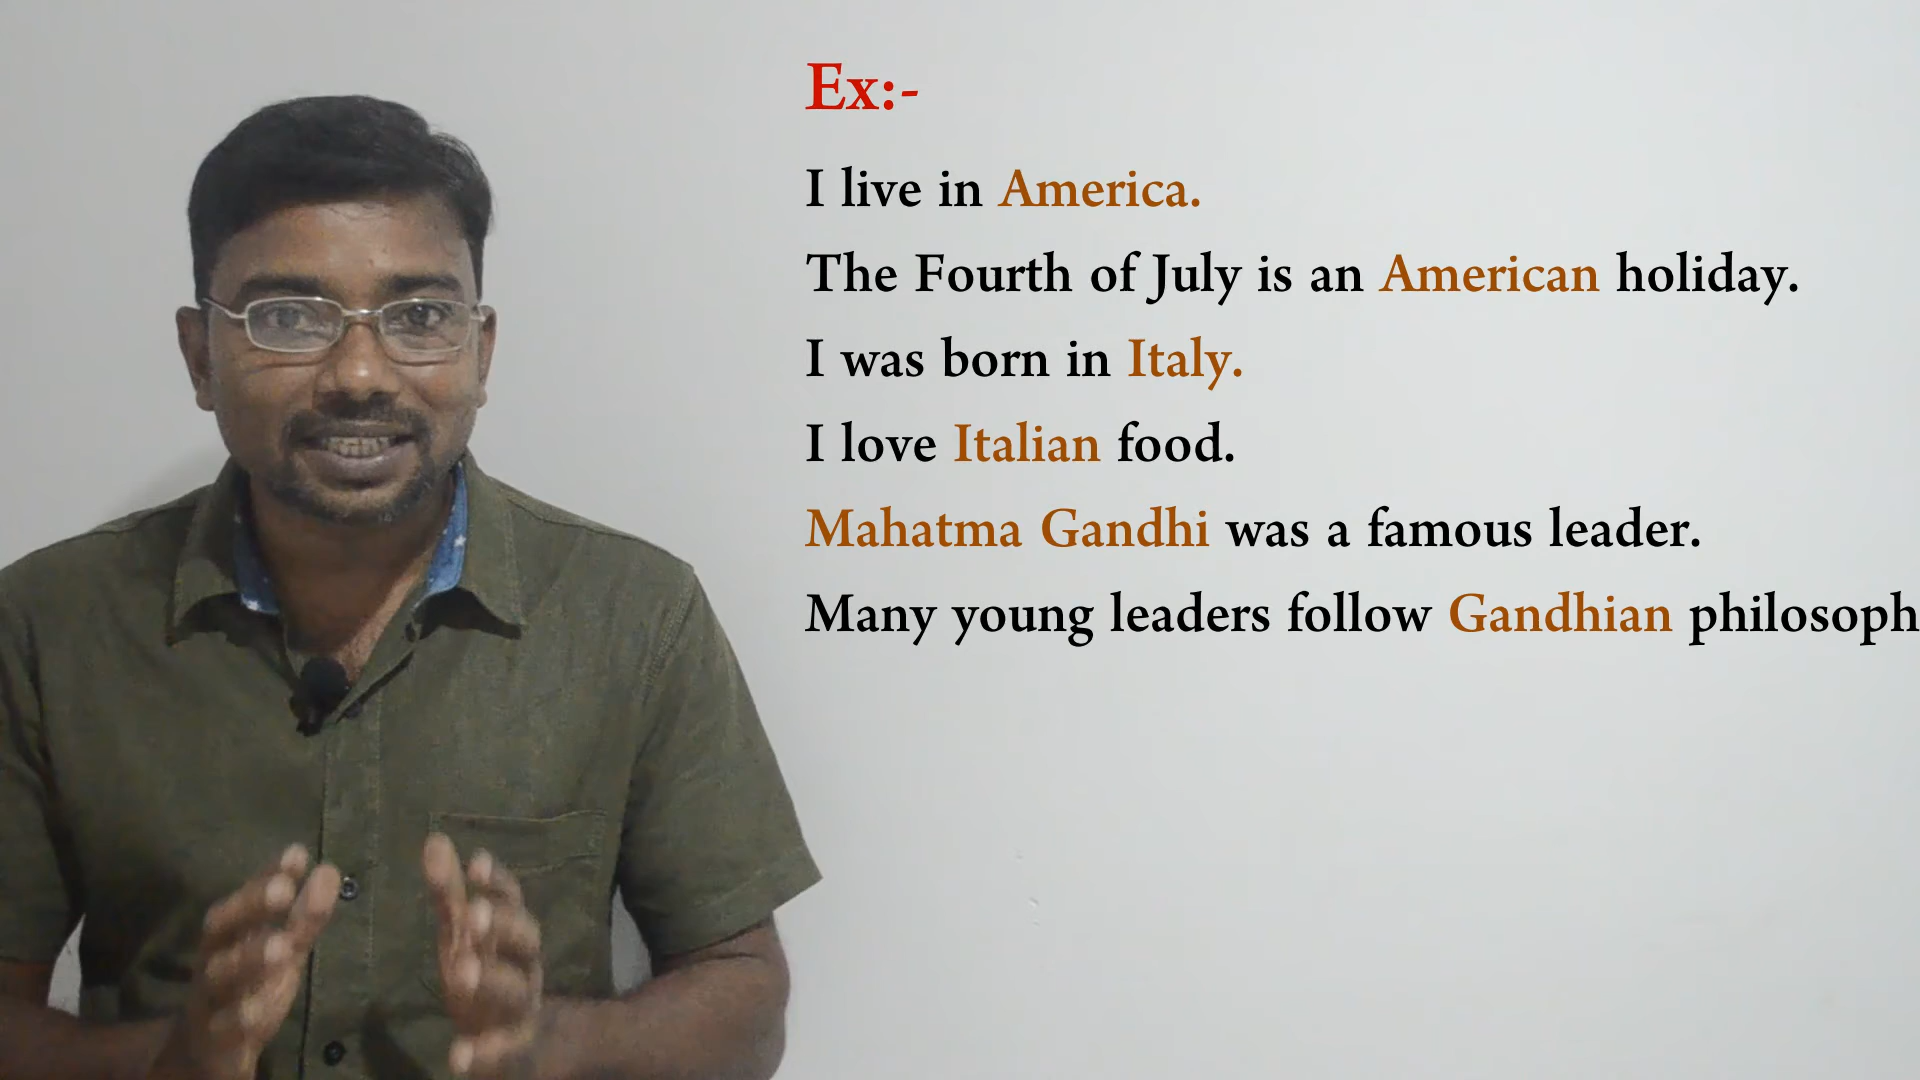 Ex:-
I live in America.
The Fourth of July is an American holiday.
I was born in Italy.
I love Italian food.
Mahatma Gandhi was a famous leader.
Many young leaders follow Gandhian philosoph